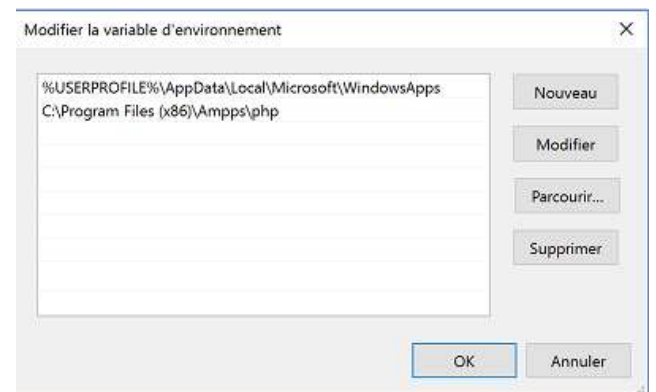 Modifier la variable d'environnement
%USERPROFILE%\AppData\Local\Microsoft\WindowsApps
C:\Program Files (x86)\Ampps\php
Nouveau
Modifier
Parcourir...
Supprimer
OK
Annuler